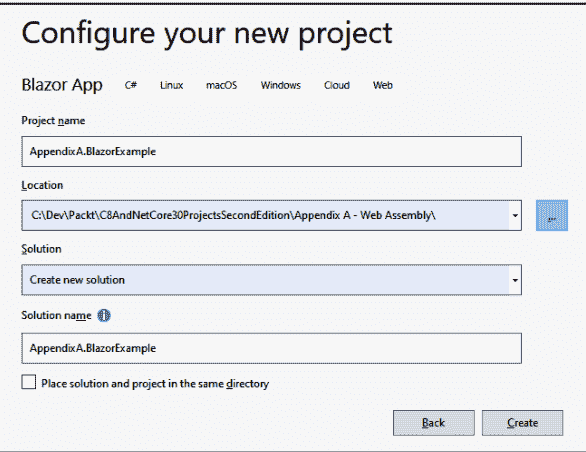 Configure your new project
Blazor App C# Linux macOS Windows Cloud Web
Project name
AppendixA.BlazorExample
Location
C:\Dev\Packt\C8AndNetCore30ProjectsSecondEdition\Appendix A - Web Assembly\
...
Solution
Create new solution
Solution name
AppendixA.BlazorExample
Place solution and project in the same directory
Back Create